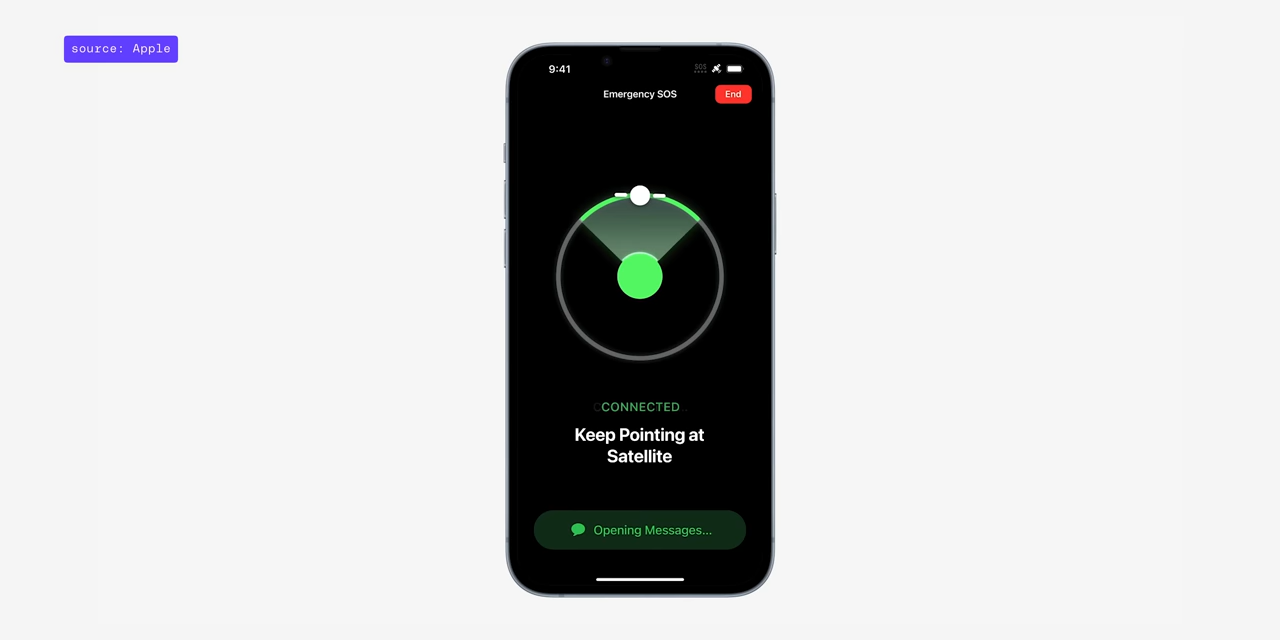 source: Apple
9:41
SOS
Emergency SOS
End
CONNECTED
Keep Pointing at
Satellite
Opening Messages...